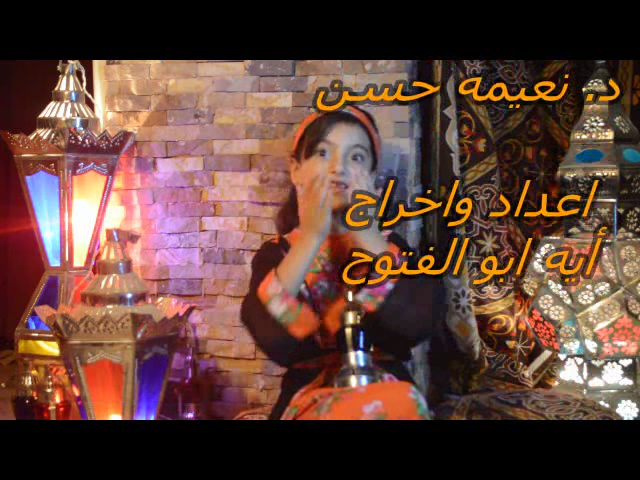 د. نعيمه حسن
اعداد واخراج
أيه ابو الفتوح